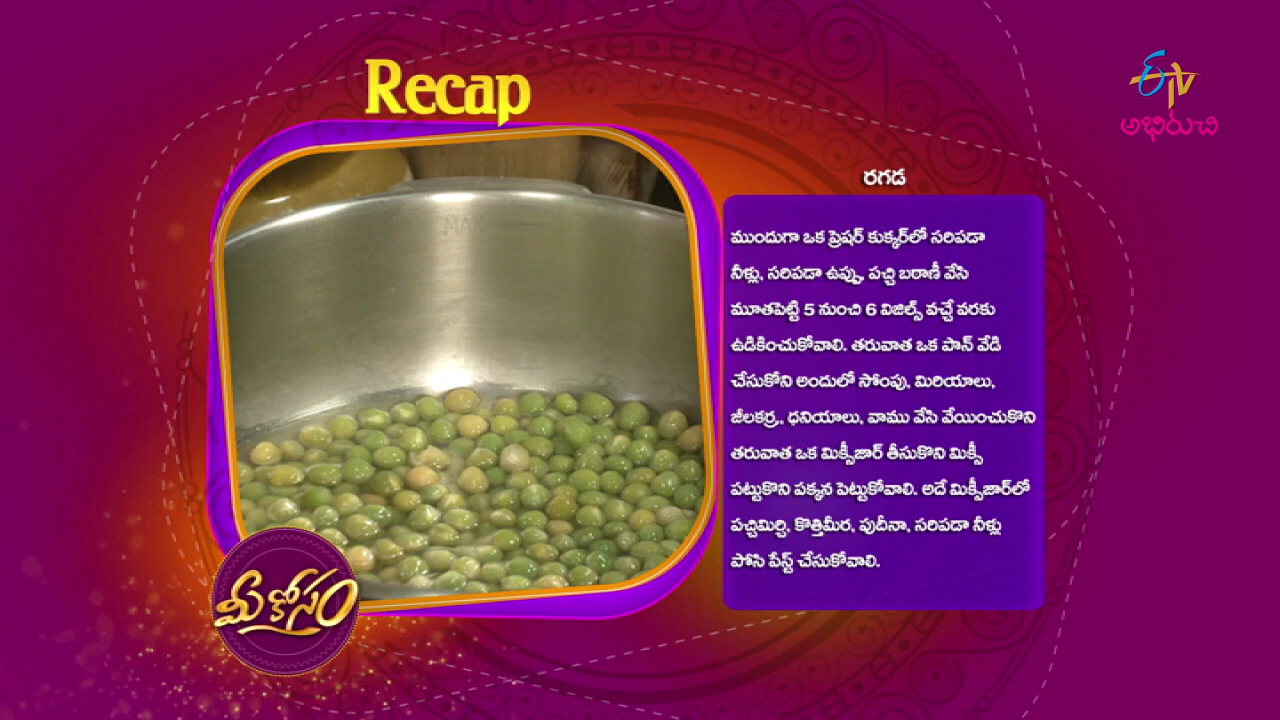 Recap
ETV
అభిరుచి
రగడ
ముందుగా ఒక ప్రెషర్ కుక్కర్‌లో సరిపడా
నీళ్లు, సరిపడా ఉప్పు, పచ్చి బఠాణీ వేసి
మూతపెట్టి 5 నుంచి 6 విజిల్స్ వచ్చే వరకు
ఉడికించుకోవాలి. తరువాత ఒక పాన్ వేడి
చేసుకోని అందులో సోంపు, మిరియాలు,
జీలకర్ర,, ధనియాలు, వాము వేసి వేయించుకొని
తరువాత ఒక మిక్సీజార్ తీసుకొని మిక్సీ
పట్టుకొని పక్కన పెట్టుకోవాలి. అదే మిక్సీజార్‌లో
పచ్చిమిర్చి, కొత్తిమీర, పుదీనా, సరిపడా నీళ్లు
పోసి పేస్ట్ చేసుకోవాలి.
MAX
మీ కోసం